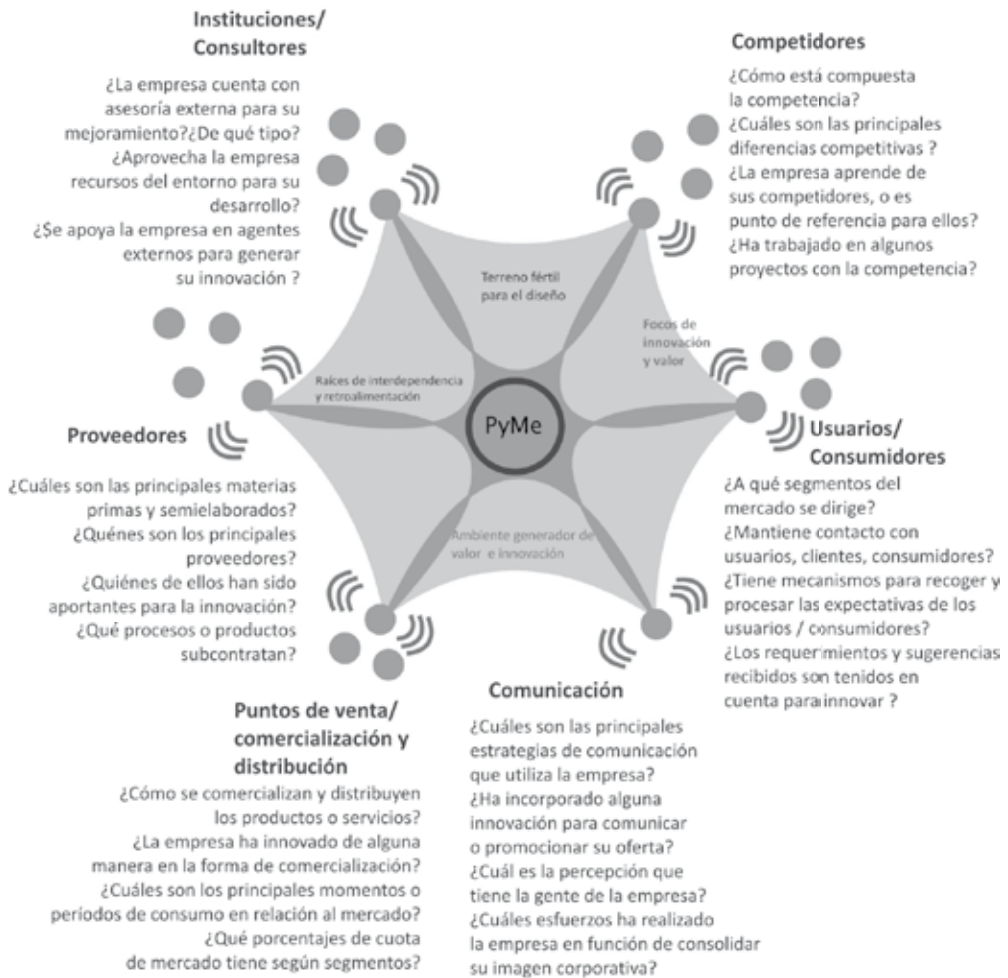 Instituciones/
Consultores
¿La empresa cuenta con
asesoría externa para su
mejoramiento?¿De qué tipo?
¿Aprovecha la empresa
recursos del entorno para su
desarrollo?
¿Se apoya la empresa en agentes
externos para generar
su innovación ?
Competidores
¿Cómo está compuesta
la competencia?
¿Cuáles son las principales
diferencias competitivas ?
¿La empresa aprende de
sus competidores, o es
punto de referencia para ellos?
¿Ha trabajado en algunos
proyectos con la competencia?
Terreno fértil
para el diseño
Focos de
innovación
y valor
Raíces de interdependencia
y retroalimentación
PyMe
Ambiente generador de
valor e innovación
Proveedores
¿Cuáles son las principales materias
primas y semielaborados?
¿Quénes son los principales
proveedores?
¿Quiénes de ellos han sido
aportantes para la innovación?
¿Qué procesos o productos
subcontratan?
Usuarios/
Consumidores
¿A qué segmentos del
mercado se dirige?
¿Mantiene contacto con
usuarios, clientes, consumidores?
¿Tiene mecanismos para recoger y
procesar las expectativas de los
usuarios / consumidores?
¿Los requerimientos y sugerencias
recibidos son tenidos en
cuenta para innovar ?
Puntos de venta/
comercialización y
distribución
¿Cómo se comercializan y distribuyen
los productos o servicios?
¿La empresa ha innovado de alguna
manera en la forma de comercialización?
¿Cuáles son los principales momentos o
períodos de consumo en relación al mercado?
¿Qué porcentajes de cuota
de mercado tiene según segmentos?
Comunicación
¿Cuáles son las principales
estrategias de comunicación
que utiliza la empresa?
¿Ha incorporado alguna
innovación para comunicar
o promocionar su oferta?
¿Cuál es la percepción que
tiene la gente de la empresa?
¿Cuáles esfuerzos ha realizado
la empresa en función de consolidar
su imagen corporativa?